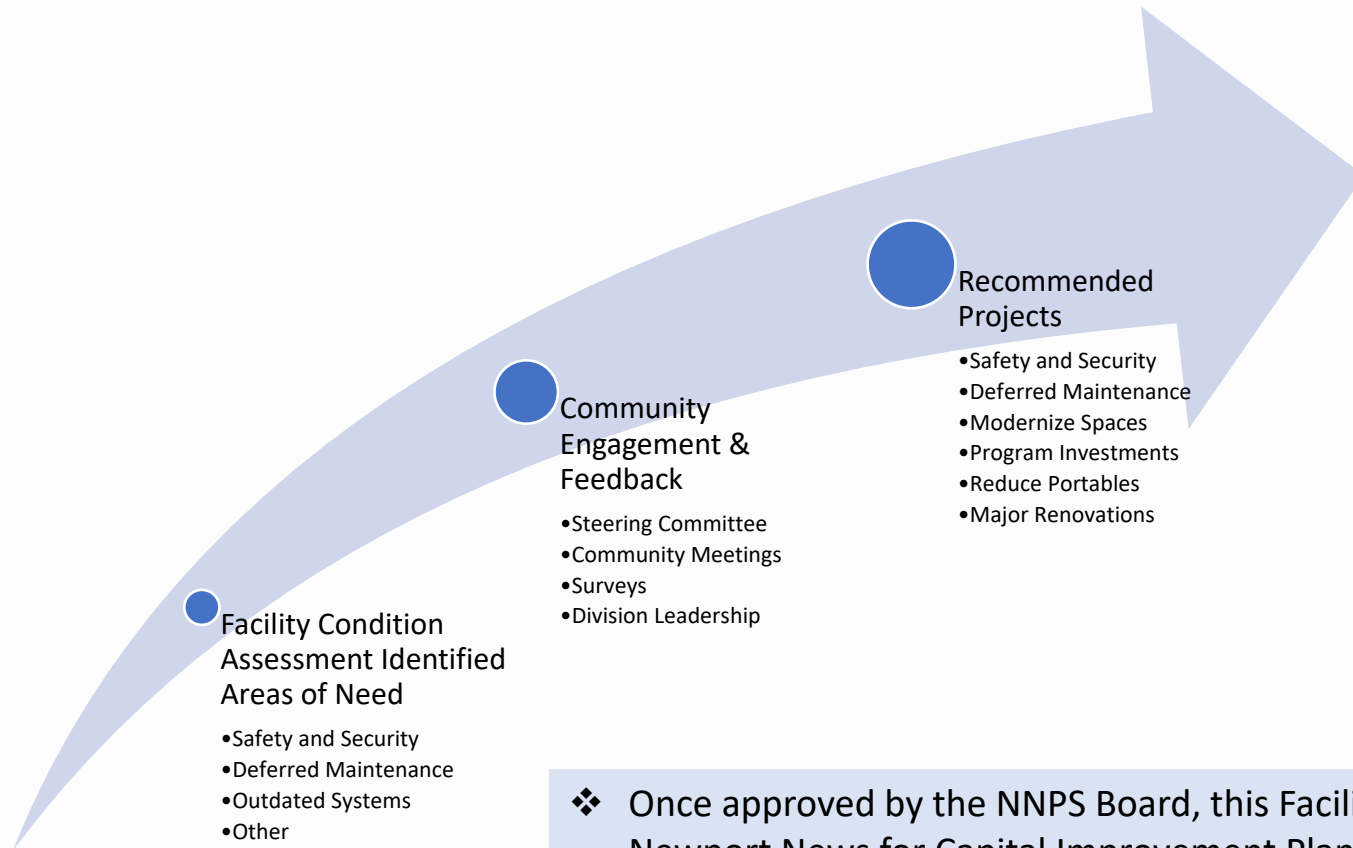 Recommended
Projects
•Safety and Security
•Deferred Maintenance
•Modernize Spaces
•Program Investments
•Reduce Portables
•Major Renovations
Community
Engagement &
Feedback
•Steering Committee
•Community Meetings
•Surveys
•Division Leadership
Facility Condition
Assessment Identified
Areas of Need
•Safety and Security
•Deferred Maintenance
•Outdated Systems
•Other
❖ Once approved by the NNPS Board, this
Newport News for Capital Improvement